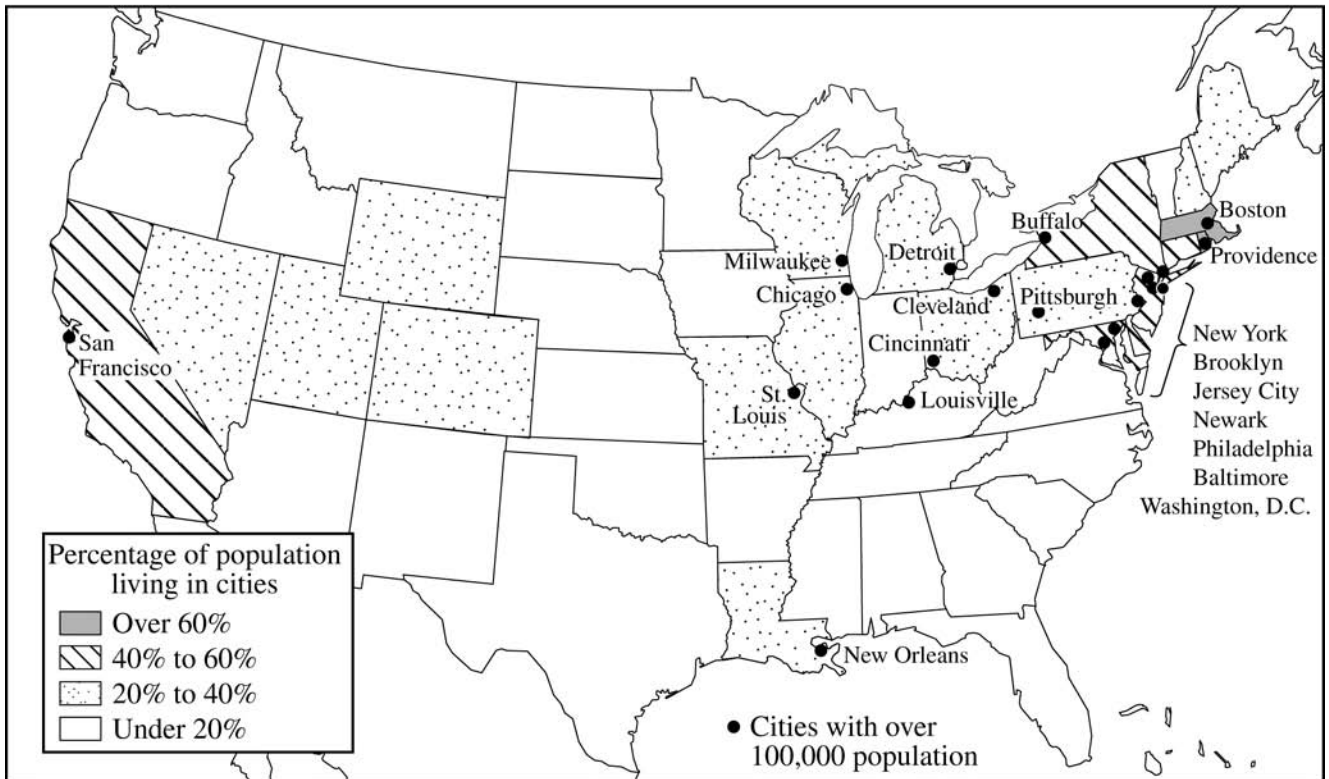 Buffalo
Boston
Providence
Milwaukee
Detroit
Chicago
Cleveland
Pittsburgh
San
Francisco
Cincinnati
St.
Louis
Louisville
New York
Brooklyn
Jersey City
Newark
Philadelphia
Baltimore
Washington, D.C.
New Orleans
Percentage of population
living in cities
Over 60%
40% to 60%
20% to 40%
Under 20%
Cities with over
100,000 population